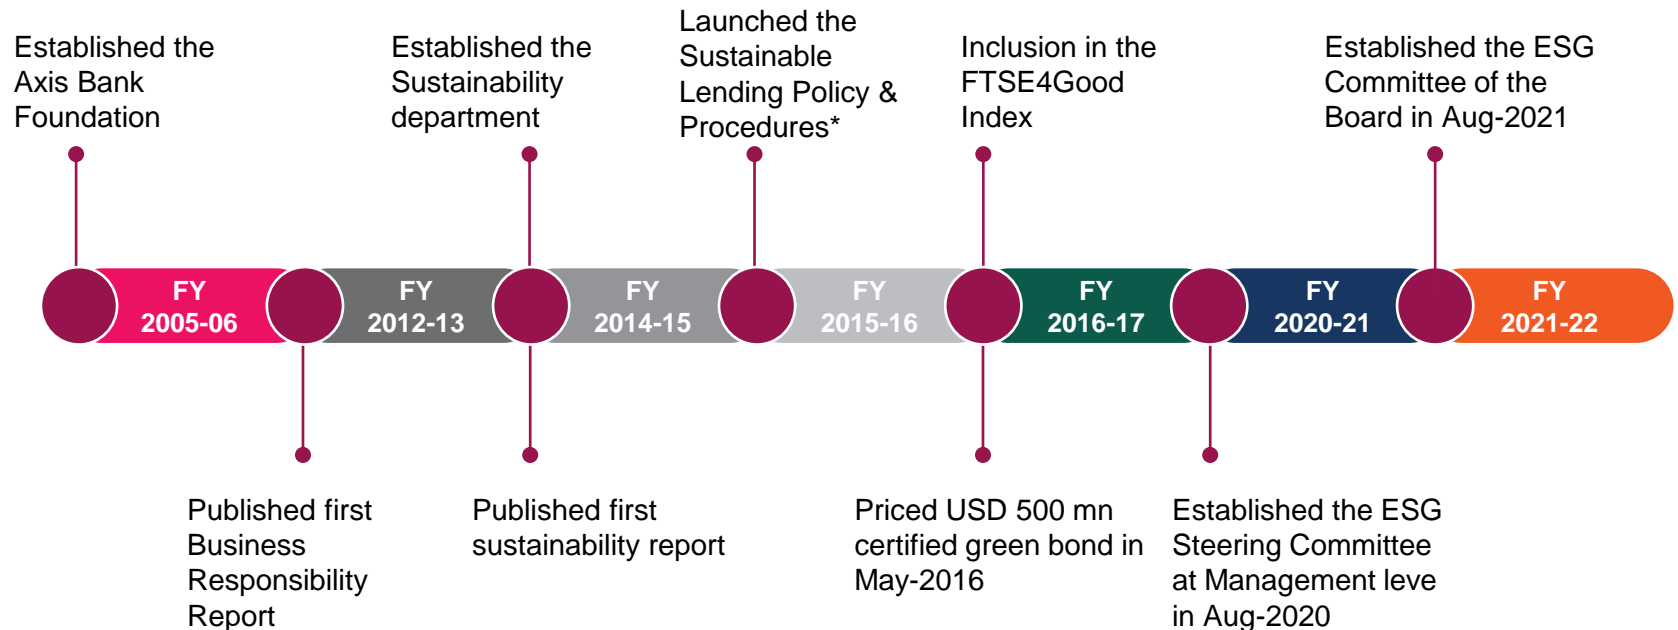 Established the
Axis Bank
Foundation
Established the
Sustainability
department
Launched the
Sustainable
Lending Policy &
Procedures*
Inclusion in the
FTSE4Good
Index
Established the ESG
Committee of the
Board in Aug-2021
FY
2005-06
FY
2012-13
FY
2014-15
FY
2015-16
FY
2016-17
FY
2020-21
FY
2021-22
Published first
Business
Responsibility
Report
Published first
sustainability report
Priced USD 500 mn
certified green bond in
May-2016
Established the ESG
Steering Committee
at Management leve
in Aug-2020